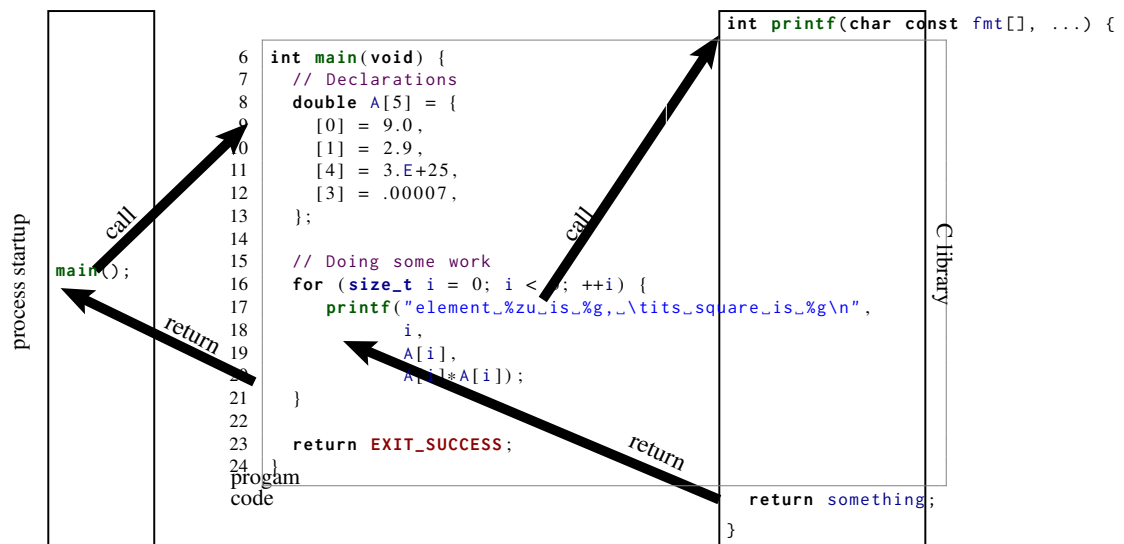 int printf(char const fmt[], ...) {
6 int main(void) {
7 // Declarations
8 double A[5] = {
9 [0] = 9.0,
10 [1] = 2.9,
11 [4] = 3.E+25,
12 [3] = .00007,
13 };
14
15 // Doing some work
16 for (size_t i = 0; i < ; ++i) {
17 printf("element␣%zu␣is␣%g,␣\tits␣square␣is␣%g\n",
18 i,
19 A[i],
20 A[i]*A[i]);
21 }
22
23 return EXIT_SUCCESS;
24 }
progam
code
process startup
main();
call
return
call
return
C library
return something;
}